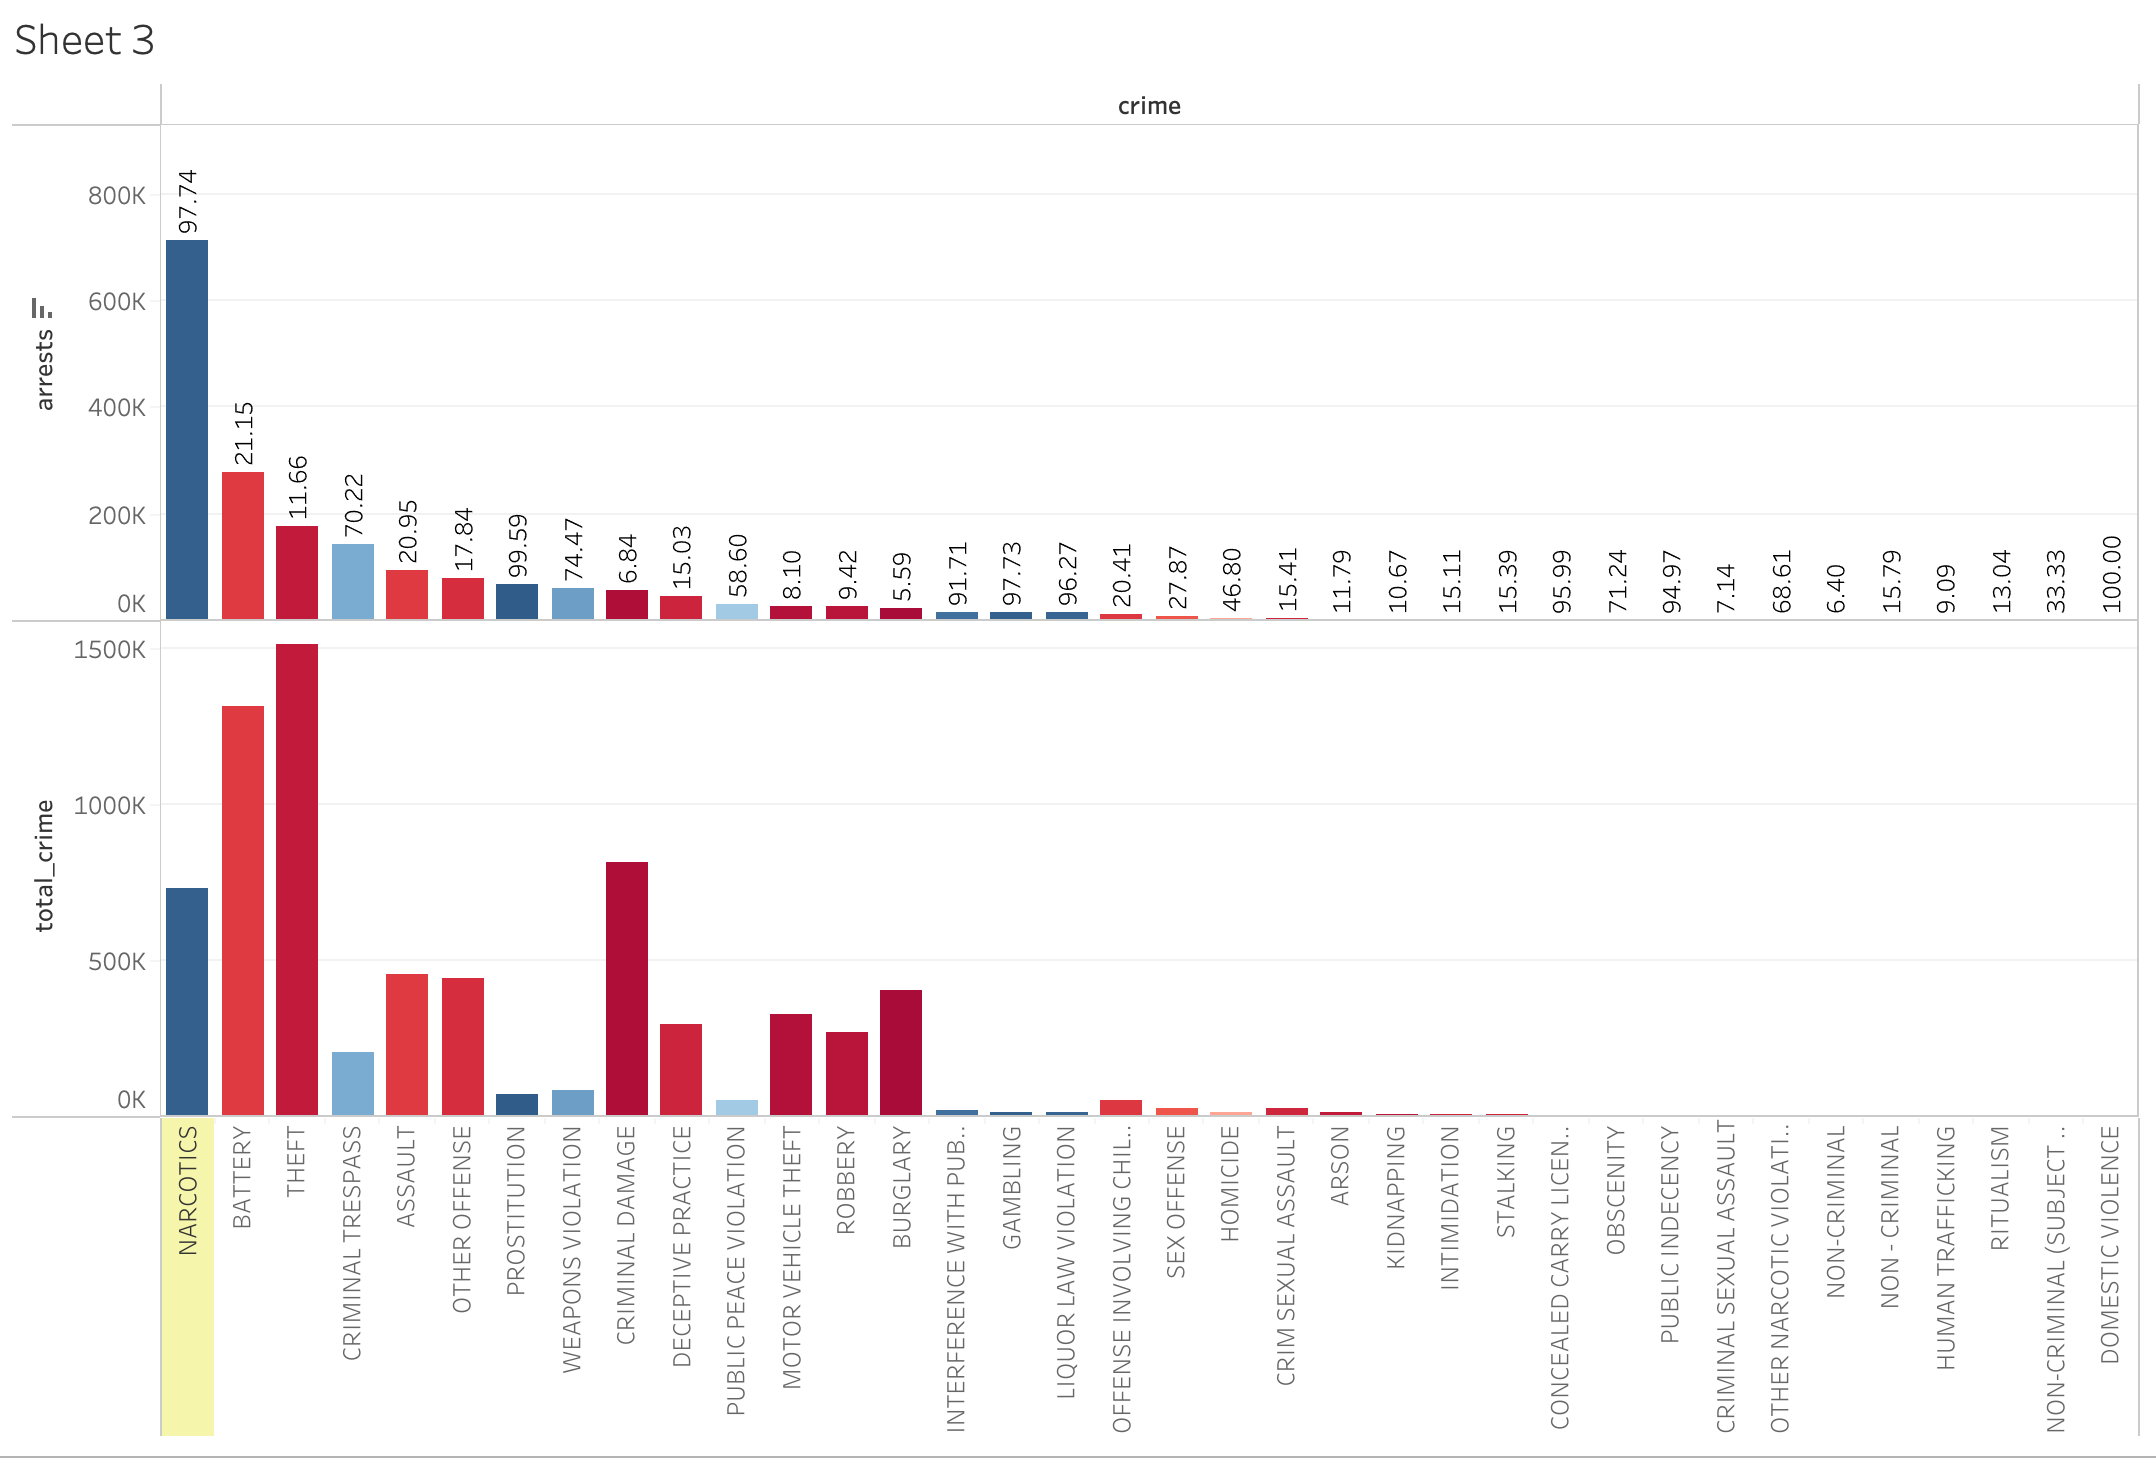 Sheet 3
crime
arrests
800K
600K
400K
200K
0K
97.74
21.15
11.66
70.22
20.95
17.84
99.59
74.47
6.84
15.03
58.60
8.10
9.42
5.59
91.71
97.73
96.27
20.41
27.87
46.80
15.41
11.79
10.67
15.11
15.39
95.99
71.24
94.97
7.14
68.61
6.40
15.79
9.09
13.04
33.33
100.00
total_crime
1500K
1000K
500K
0K
NARCOTICS
BATTERY
THEFT
CRIMINAL TRESPASS
ASSAULT
OTHER OFFENSE
PROSTITUTION
WEAPONS VIOLATION
CRIMINAL DAMAGE
DECEPTIVE PRACTICE
PUBLIC PEACE VIOLATION
MOTOR VEHICLE THEFT
ROBBERY
BURGLARY
INTERFERENCE WITH PUB..
GAMBLING
LIQUOR LAW VIOLATION
OFFENSE INVOLVING CHIL..
SEX OFFENSE
HOMICIDE
CRIM SEXUAL ASSAULT
ARSON
KIDNAPPING
INTIMIDATION
STALKING
CONCEALED CARRY LICEN..
OBSCENITY
PUBLIC INDECENCY
CRIMINAL SEXUAL ASSAULT
OTHER NARCOTIC VIOLATI..
NON-CRIMINAL
NON - CRIMINAL
HUMAN TRAFFICKING
RITUALISM
NON-CRIMINAL (SUBJECT ..
DOMESTIC VIOLENCE